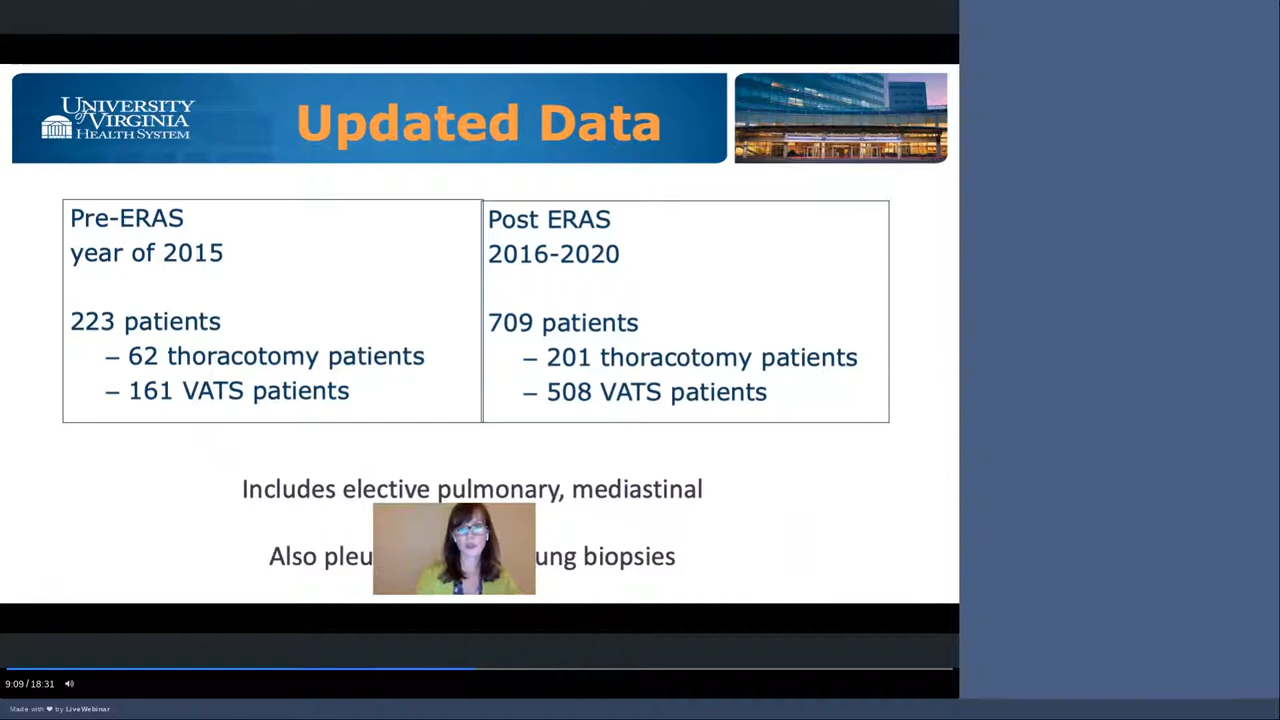 UNIVERSITY
of VIRGINIA
HEALTH SYSTEM
Updated Data
Pre-ERAS
year of 2015
223 patients
– 62 thoracotomy patients
– 161 VATS patients
Post ERAS
2016-2020
709 patients
– 201 thoracotomy patients
– 508 VATS patients
Includes elective pulmonary, mediastinal
Also pleu ung biopsies
9:09 / 18:31
Made with ❤ by LiveWebinar